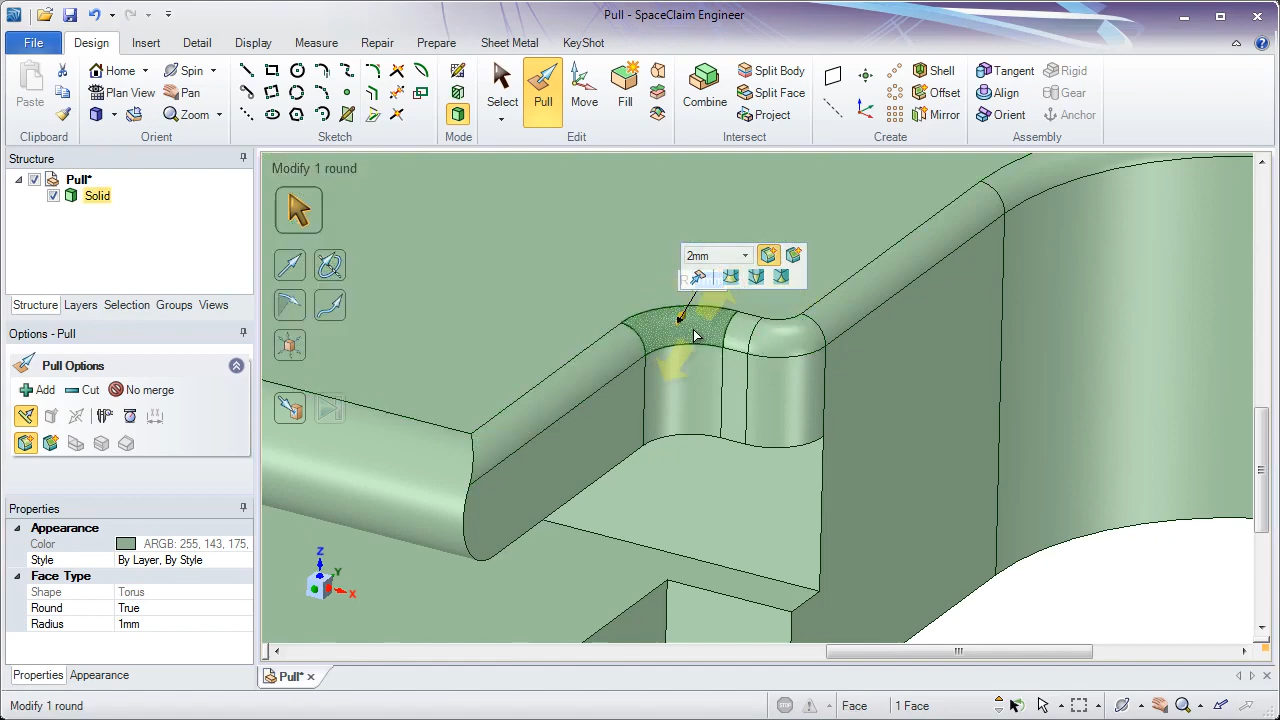 Pull - SpaceClaim Engineer
File Design Insert Detail Display Measure Repair Prepare Sheet Metal KeyShot
Home Spin Split Body Shell Tangent Rigid
Plan View Pan Split Face Offset Align Gear
Paste Zoom Select Pull Move Fill Combine Project Mirror Orient Anchor
Clipboard Orient Sketch Mode Edit Intersect Create Assembly
Structure
Pull*
Solid
Structure Layers Selection Groups Views
Options - Pull
Pull Options
Add Cut No merge
Properties
Appearance
Color ARGB: 255, 143, 175,
Style By Layer, By Style
Face Type
Shape Torus
Round True
Radius 1mm
Properties Appearance
Modify 1 round
2mm
Z
Y
X
Pull*
Modify 1 round Face 1 Face